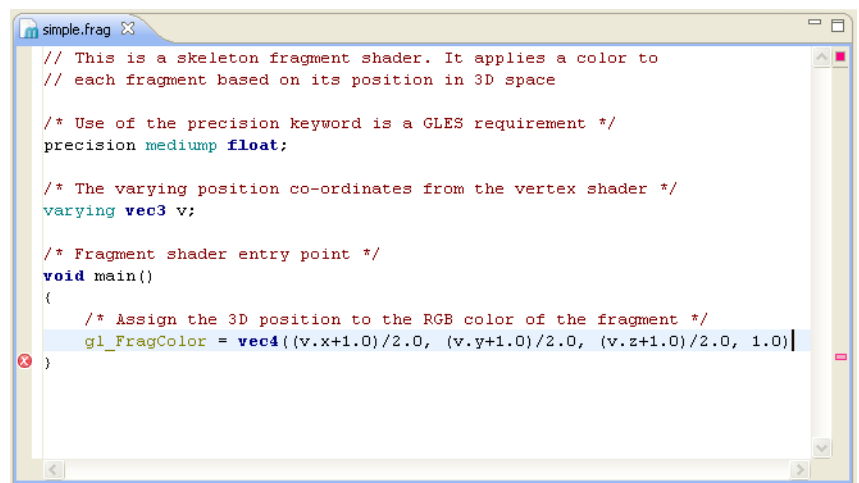 simple.frag
// This is a skeleton fragment shader. It applies a color to
// each fragment based on its position in 3D space
/* Use of the precision keyword is a GLES requirement */
precision mediump float;
/* The varying position co-ordinates from the vertex shader */
varying vec3 v;
/* Fragment shader entry point */
void main()
{
/* Assign the 3D position to the RGB color of the fragment */
gl_FragColor = vec4((v.x+1.0)/2.0, (v.y+1.0)/2.0, (v.z+1.0)/2.0, 1.0)
}